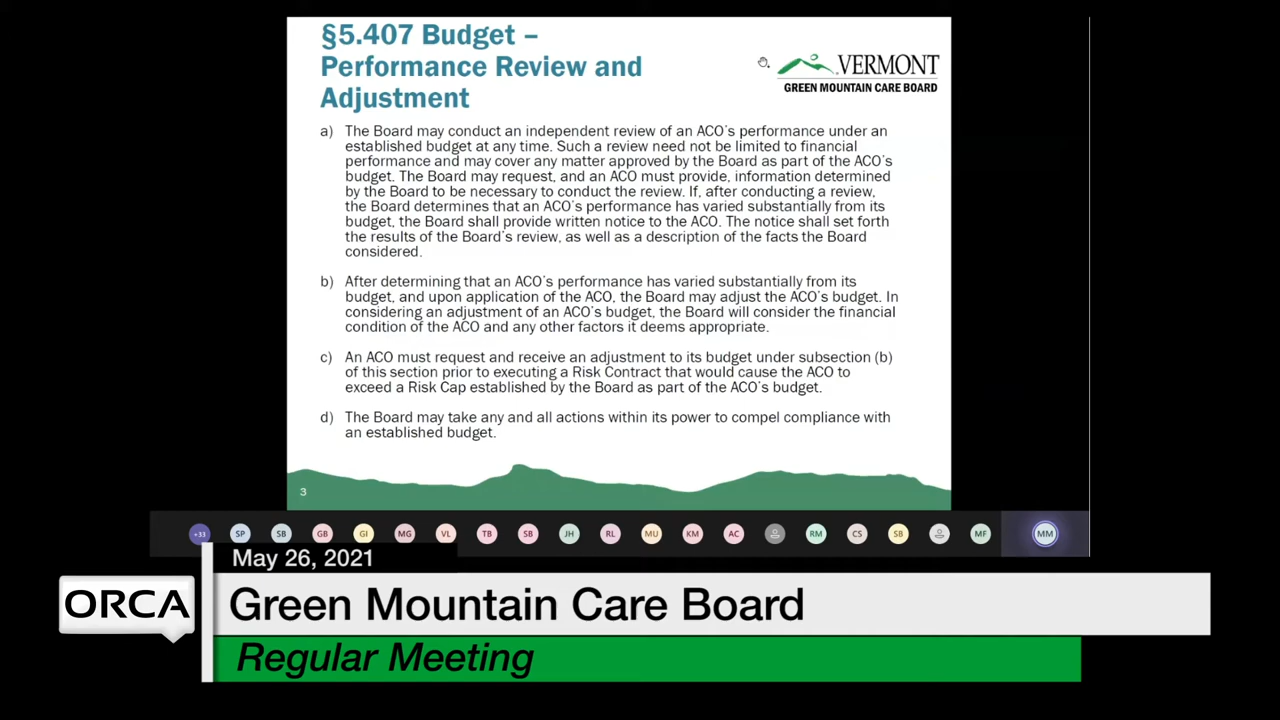 §5.407 Budget –
Performance Review and
Adjustment
VERMONT
GREEN MOUNTAIN CARE BOARD
a) The Board may conduct an independent review of an ACO's performance under an
established budget at any time. Such a review need not be limited to financial
performance and may cover any matter approved by the Board as part of the ACO's
budget. The Board may request, and an ACO must provide, information determined
by the Board to be necessary to conduct the review. If, after conducting a review,
the Board determines that an ACO's performance has varied substantially from its
budget, the Board shall provide written notice to the ACO. The notice shall set forth
the results of the Board's review, as well as a description of the facts the Board
considered.
b) After determining that an ACO's performance has varied substantially from its
budget, and upon application of the ACO, the Board may adjust the ACO's budget. In
considering an adjustment of an ACO's budget, the Board will consider the financial
condition of the ACO and any other factors it deems appropriate.
c) An ACO must request and receive an adjustment to its budget under subsection (b)
of this section prior to executing a Risk Contract that would cause the ACO to
exceed a Risk Cap established by the Board as part of the ACO's budget.
d) The Board may take any and all actions within its power to compel compliance with
an established budget.
3
+33 SP SB GB GI MG VL TB SB JH RL MU KM AC RM CS SB MF MM
May 26, 2021
ORCA
Green Mountain Care Board
Regular Meeting